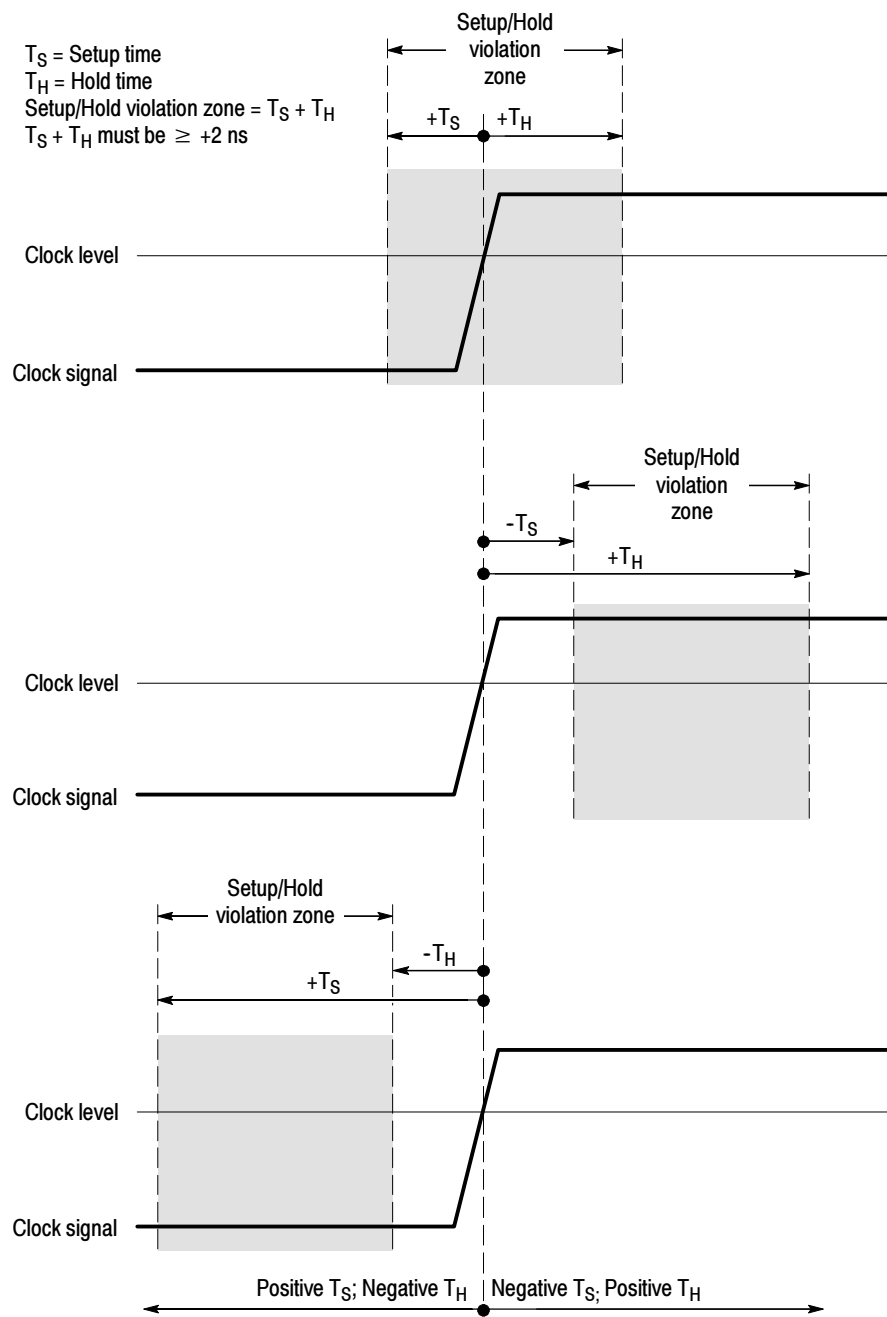 T_S = Setup time
T_H = Hold time
Setup/Hold violation zone = T_S + T_H
T_S + T_H must be ≥ +2 ns
Setup/Hold
violation
zone
+T_S +T_H
Clock level
Clock signal
Setup/Hold
violation
zone
-T_S
+T_H
Clock level
Clock signal
Setup/Hold
violation zone
-T_H
+T_S
Clock level
Clock signal
Positive T_S; Negative T_H Negative T_S; Positive T_H